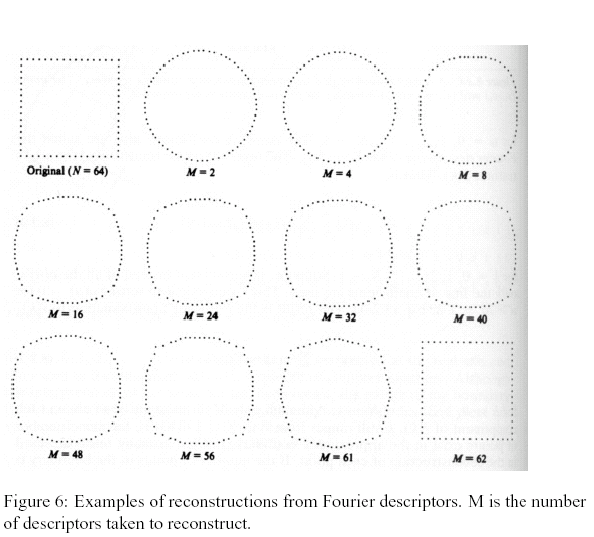 Original (N = 64)
M = 2
M = 4
M = 8
M = 16
M = 24
M = 32
M = 40
M = 48
M = 56
M = 61
M = 62
Figure 6: Examples of reconstructions from Fourier descriptors. M is the number
of descriptors taken to reconstruct.